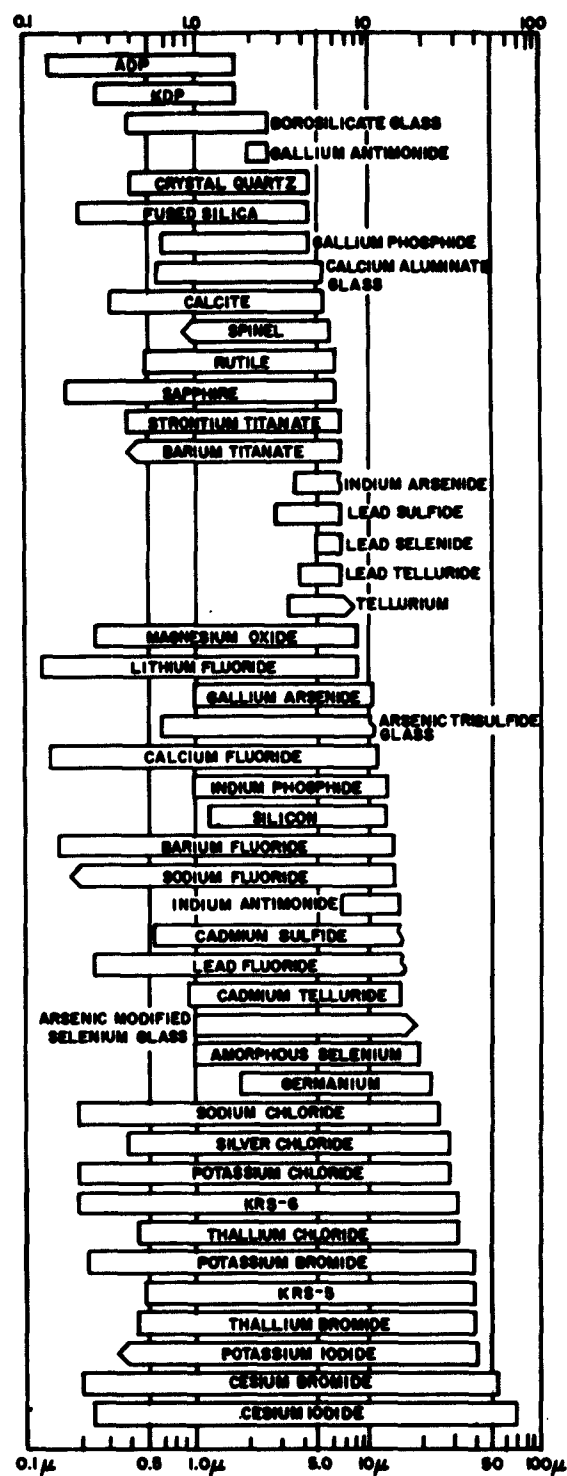 0.1 1.0 10 100
ADP
KDP
BOROSILICATE GLASS
GALLIUM ANTIMONIDE
CRYSTAL QUARTZ
FUSED SILICA
GALLIUM PHOSPHIDE
CALCIUM ALUMINATE
GLASS
CALCITE
SPINEL
RUTILE
SAPPHIRE
STRONTIUM TITANATE
BARIUM TITANATE
INDIUM ARSENIDE
LEAD SULFIDE
LEAD SELENIDE
LEAD TELLURIDE
TELLURIUM
MAGNESIUM OXIDE
LITHIUM FLUORIDE
GALLIUM ARSENIDE
ARSENIC TRISULFIDE
GLASS
CALCIUM FLUORIDE
INDIUM PHOSPHIDE
SILICON
BARIUM FLUORIDE
SODIUM FLUORIDE
INDIUM ANTIMONIDE
CADMIUM SULFIDE
LEAD FLUORIDE
CADMIUM TELLURIDE
ARSENIC MODIFIED
SELENIUM GLASS
AMORPHOUS SELENIUM
GERMANIUM
SODIUM CHLORIDE
SILVER CHLORIDE
POTASSIUM CHLORIDE
KRS-6
THALLIUM CHLORIDE
POTASSIUM BROMIDE
KRS-5
THALLIUM BROMIDE
POTASSIUM IODIDE
CESIUM BROMIDE
CESIUM IODIDE
0.1μ 0.5 1.0μ 5.0 10μ 50 100μ